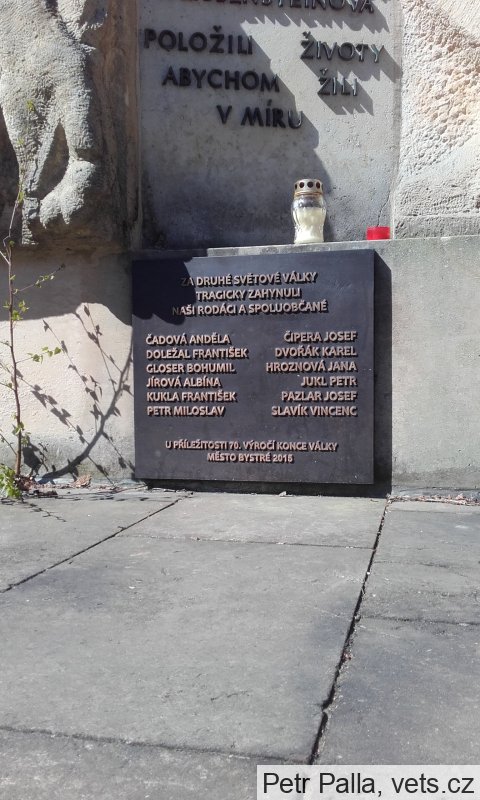 POLOŽILI ŽIVOTY
ABYCHOM ŽILI
V MÍRU
ZA DRUHÉ SVĚTOVÉ VÁLKY
TRAGICKY ZAHYNULI
NAŠI RODÁCI A SPOLUOBČANÉ
ČADOVÁ ANDĚLA
DOLEŽAL FRANTIŠEK
GLOSER BOHUMIL
JÍROVÁ ALBÍNA
KUKLA FRANTIŠEK
PETR MILOSLAV
ČIPERA JOSEF
DVOŘÁK KAREL
HROZNOVÁ JANA
JUKL PETR
PAZLAR JOSEF
SLAVÍK VINCENC
U PŘÍLEŽITOSTI 70. VÝROČÍ KONCE VÁLKY
MĚSTO BYSTRÉ 2015
Petr Palla, vets.cz